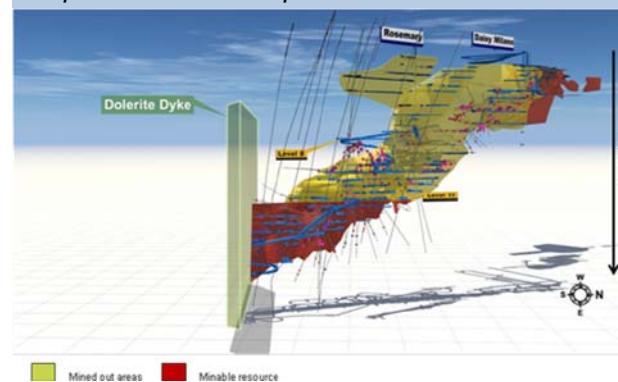 Rosemary
Daisy Milano
Dolerite Dyke
Level 8
Level 11
W
S
N
E
Mined out areas
Minable resource